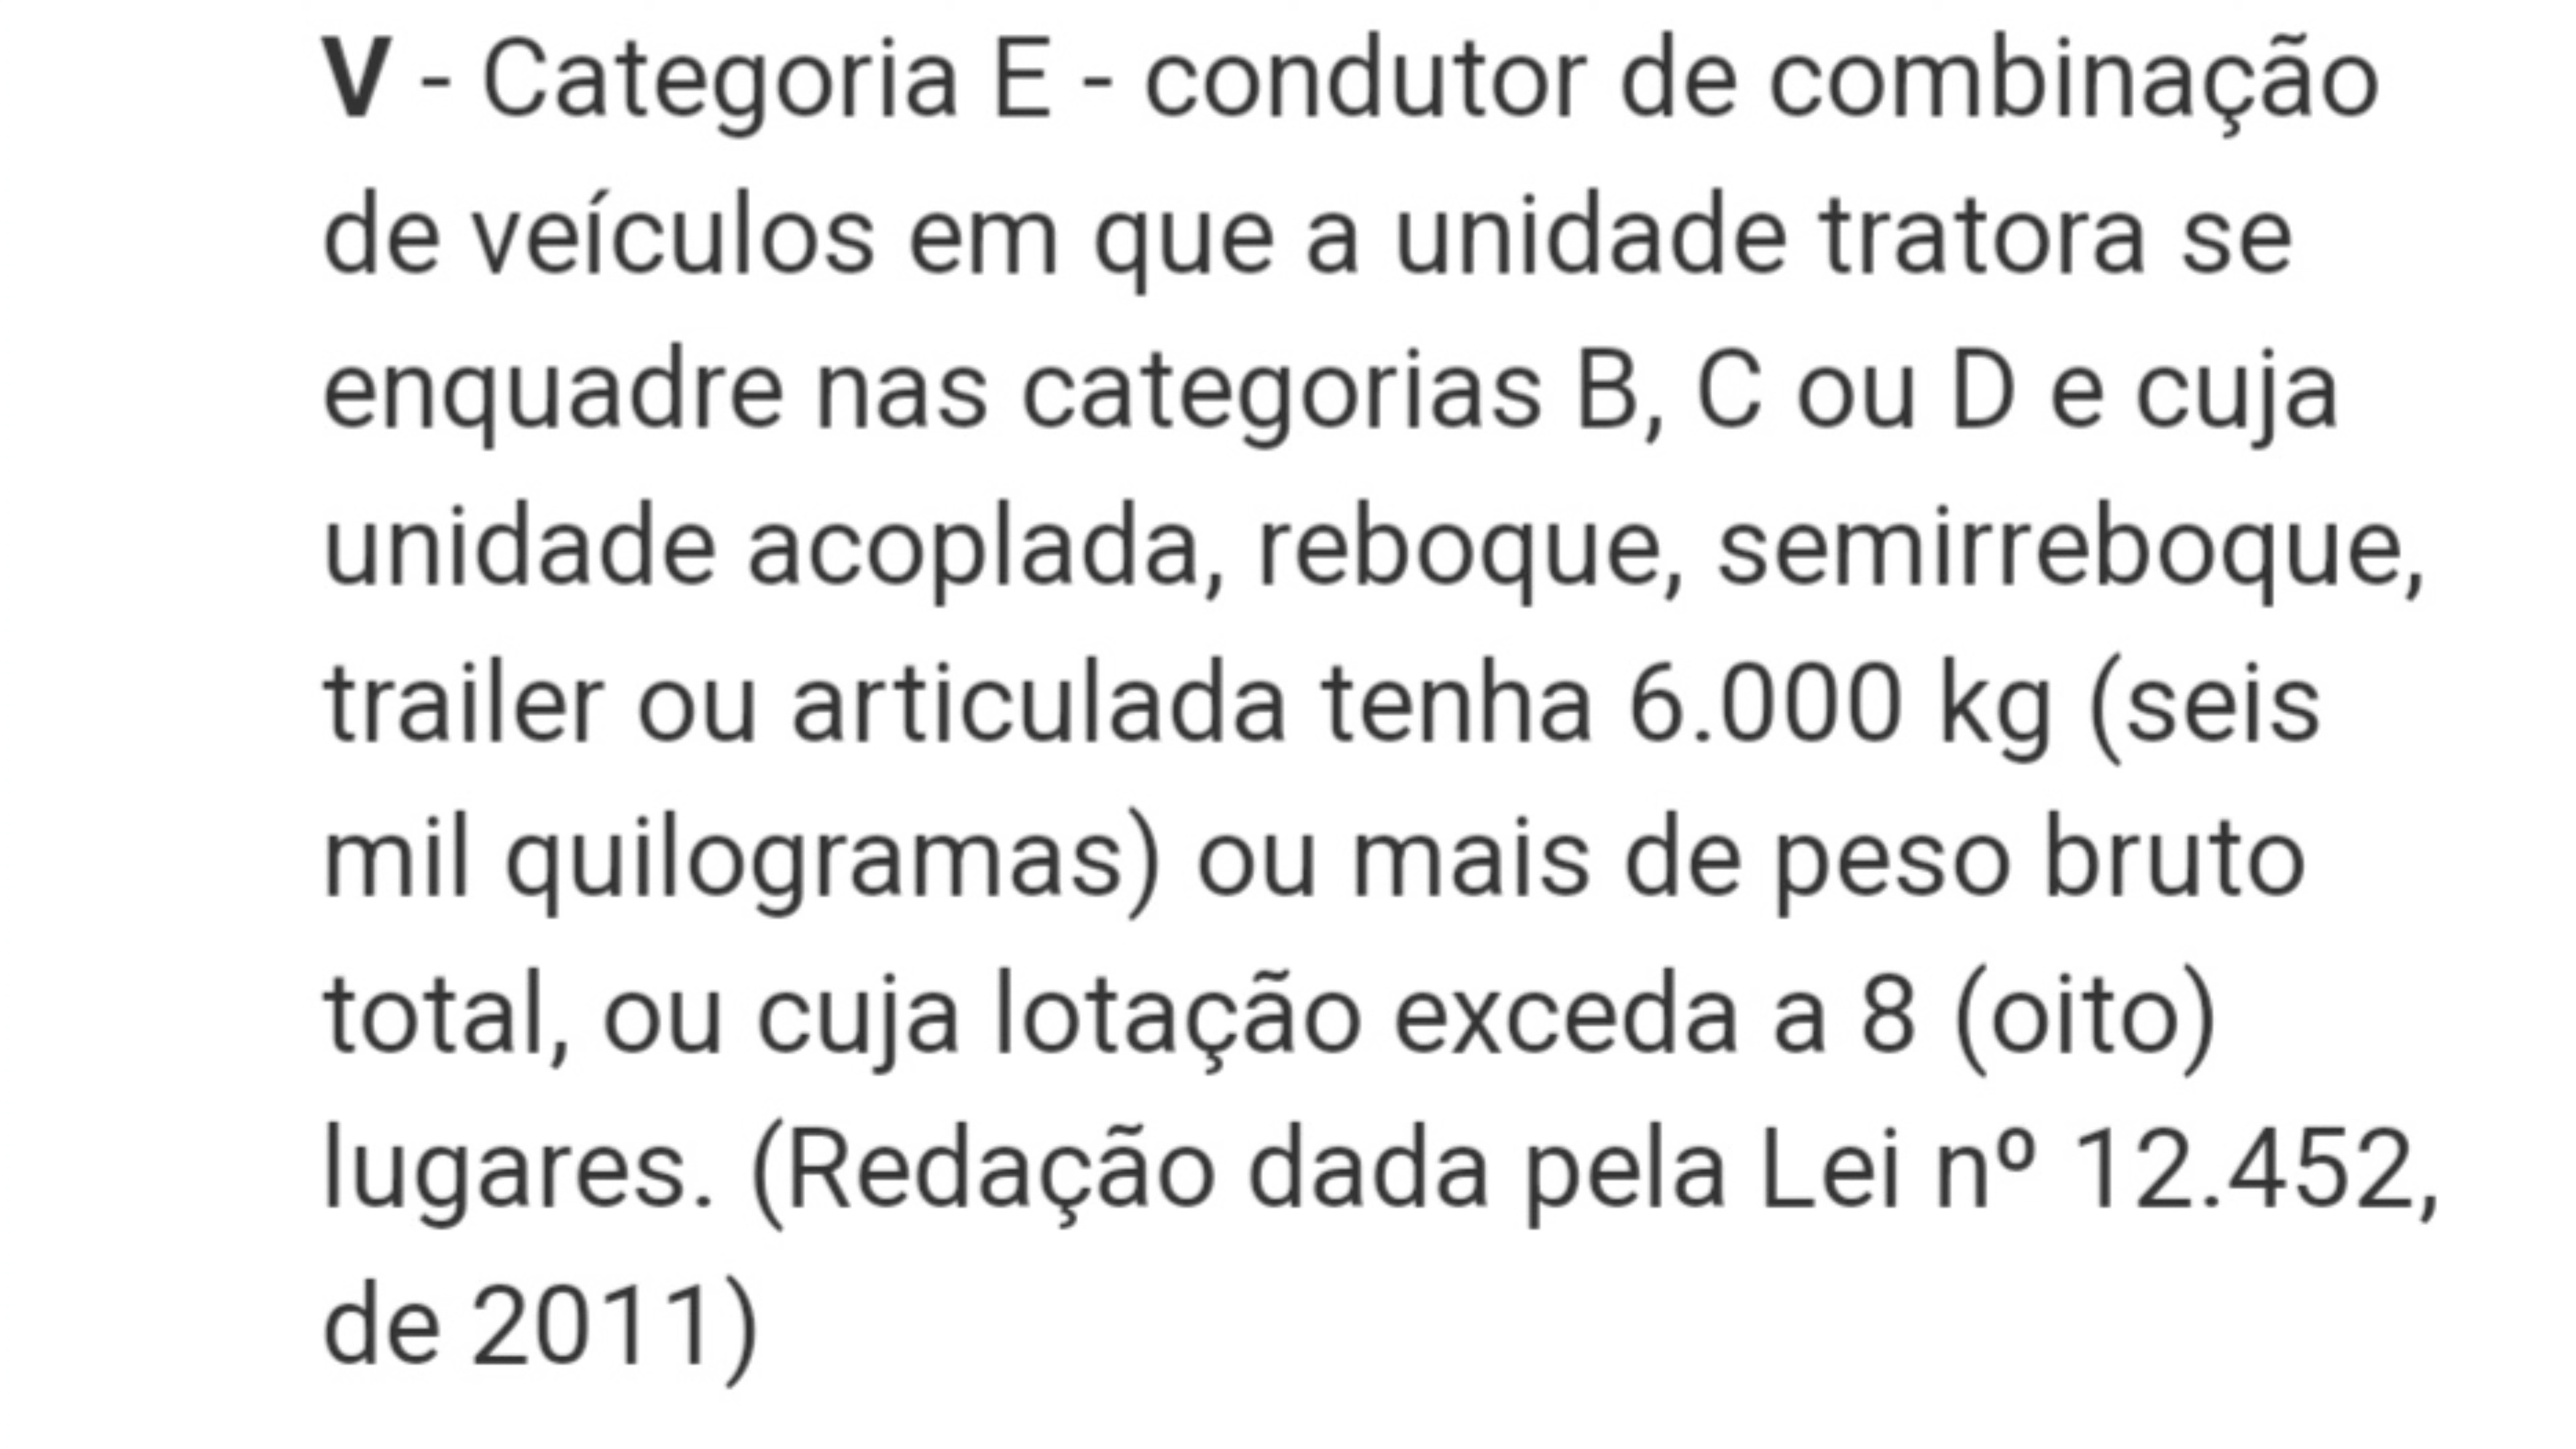 V - Categoria E - condutor de combinação
de veículos em que a unidade tratora se
enquadre nas categorias B, C ou D e cuja
unidade acoplada, reboque, semirreboque,
trailer ou articulada tenha 6.000 kg (seis
mil quilogramas) ou mais de peso bruto
total, ou cuja lotação exceda a 8 (oito)
lugares. (Redação dada pela Lei nº 12.452,
de 2011)